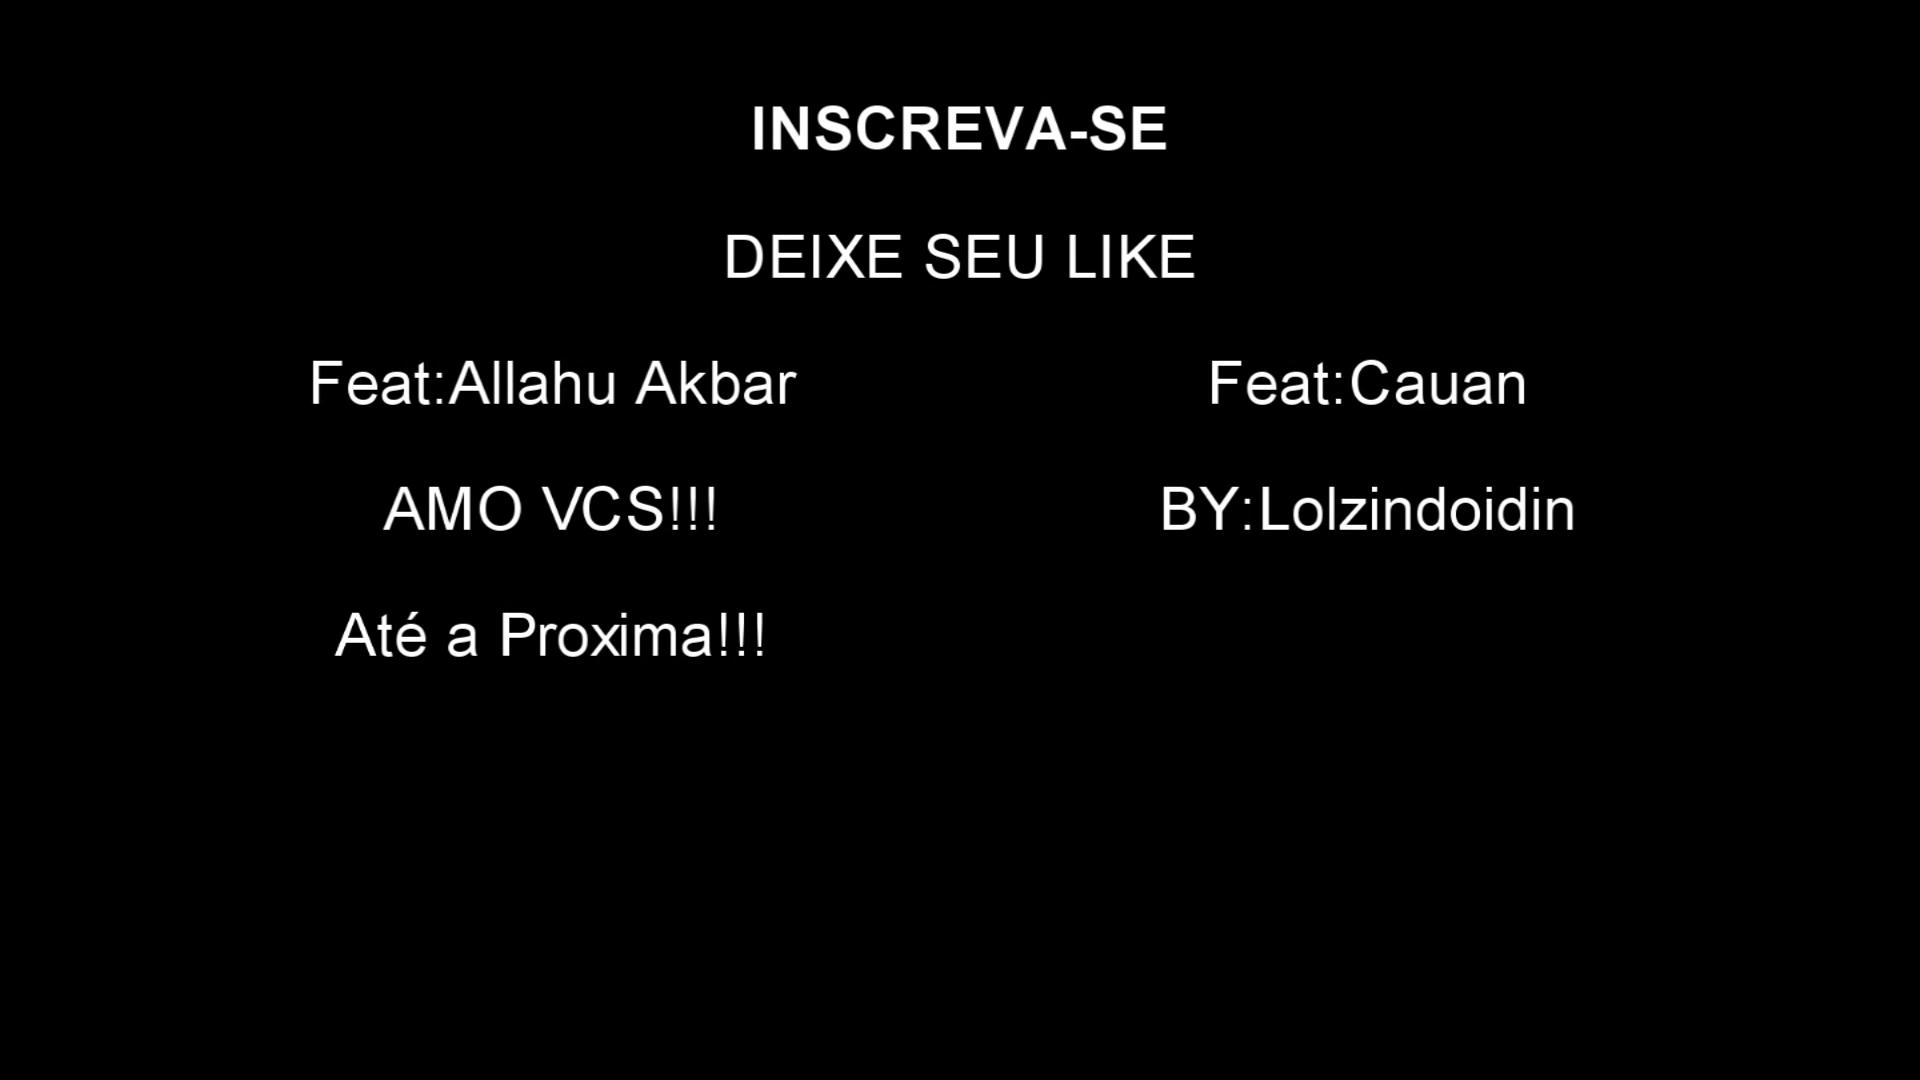 INSCREVA-SE
DEIXE SEU LIKE
Feat:Allahu Akbar
Feat:Cauan
AMO VCS!!!
BY:Lolzindoidin
Até a Proxima!!!